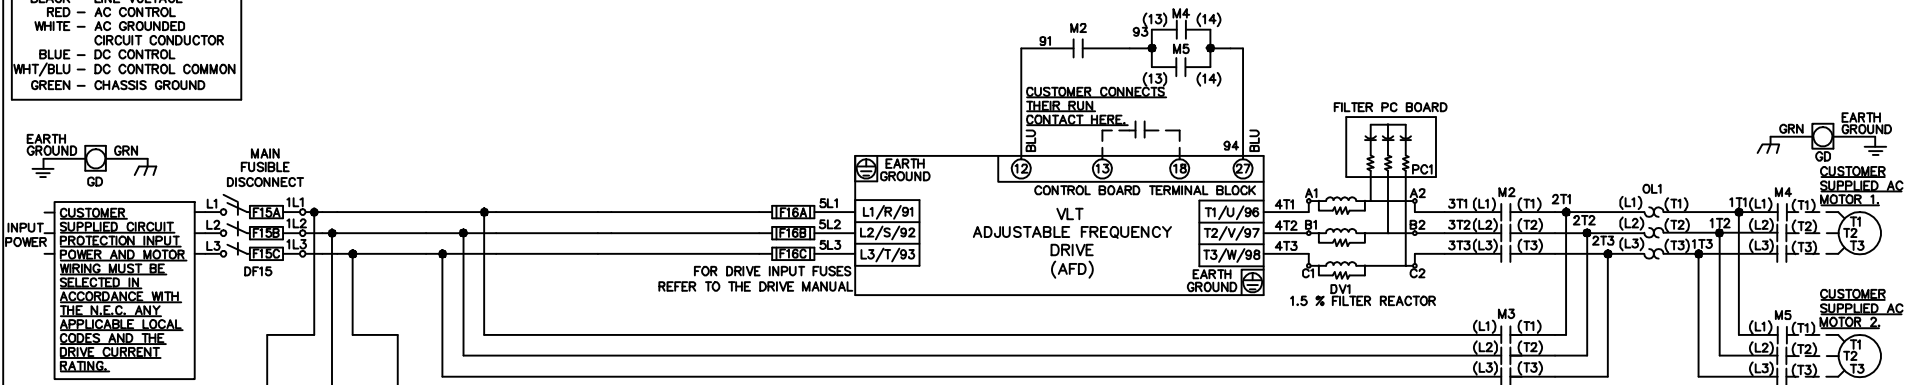 RED – AC CONTROL
WHITE – AC GROUNDED
CIRCUIT CONDUCTOR
BLUE – DC CONTROL
WHT/BLU – DC CONTROL COMMON
GREEN – CHASSIS GROUND
EARTH
GROUND
GRN
GD
MAIN
FUSIBLE
DISCONNECT
INPUT
POWER
CUSTOMER
SUPPLIED CIRCUIT
PROTECTION INPUT
POWER AND MOTOR
WIRING MUST BE
SELECTED IN
ACCORDANCE WITH
THE N.E.C. ANY
APPLICABLE LOCAL
CODES AND THE
DRIVE CURRENT
RATING.
L1 F15A 1L1
L2 F15B 1L2
L3 F15C 1L3
DF15
F16A 5L1
F16B 5L2
F16C 5L3
FOR DRIVE INPUT FUSES
REFER TO THE DRIVE MANUAL
91 M2 93
(13) M4 (14)
M5
(13) (14)
CUSTOMER CONNECTS
THEIR RUN
CONTACT HERE.
BLU
94 BLU
EARTH
GROUND
12 13 18 27
CONTROL BOARD TERMINAL BLOCK
L1/R/91
L2/S/92
L3/T/93
VLT
ADJUSTABLE FREQUENCY
DRIVE
(AFD)
T1/U/96
T2/V/97
T3/W/98
EARTH
GROUND
FILTER PC BOARD
PC1
4T1 A1 A2
4T2 B1 B2
4T3
C1 C2
DV1
1.5 % FILTER REACTOR
M2
3T1 (L1) (T1) 2T1
3T2 (L2) (T2) 2T2
3T3 (L3) (T3) 2T3
OL1
(L1) (T1) 1T1
(L2) (T2) 1T2
(L3) (T3) 1T3
M4
(L1) (T1)
(L2) (T2)
(L3) (T3)
T1
T2
T3
GRN
EARTH
GROUND
GD
CUSTOMER
SUPPLIED AC
MOTOR 1.
M3
(L1) (T1)
(L2) (T2)
(L3) (T3)
CUSTOMER
SUPPLIED AC
MOTOR 2.
M5
(L1) (T1)
(L2) (T2)
(L3) (T3)
T1
T2
T3